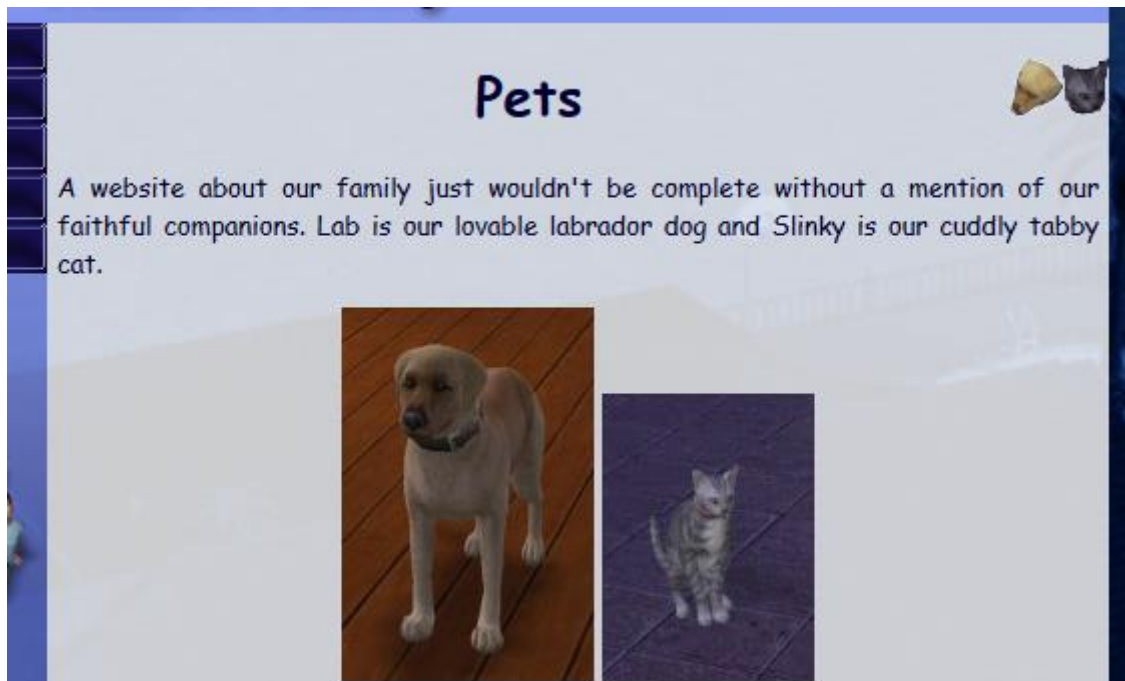 Pets
A website about our family just wouldn't be complete without a mention of our
faithful companions. Lab is our lovable labrador dog and Slinky is our cuddly tabby
cat.